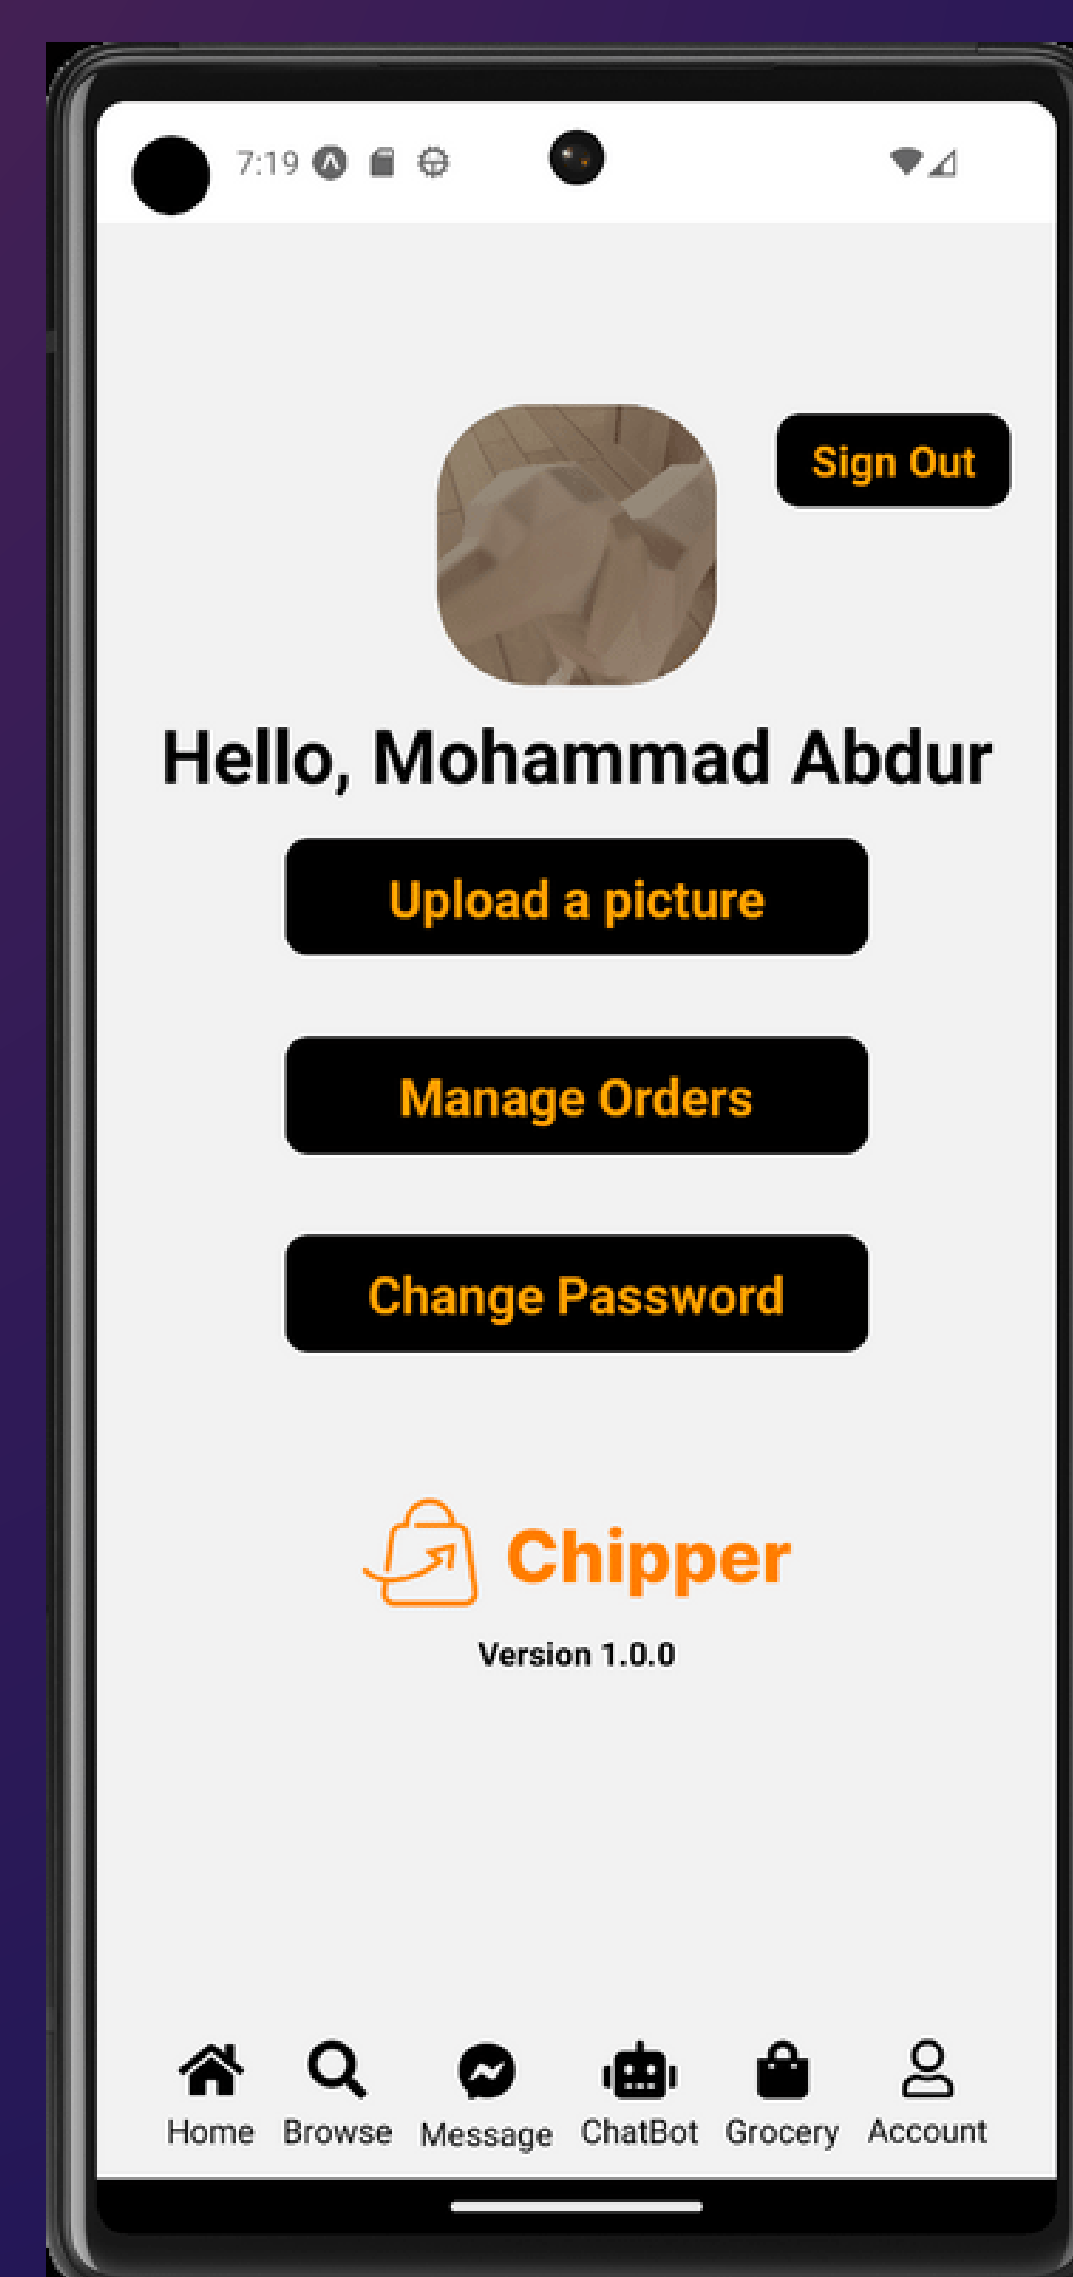 7:19
Sign Out
Hello, Mohammad Abdur
Upload a picture
Manage Orders
Change Password
Chipper
Version 1.0.0
Home Browse Message ChatBot Grocery Account